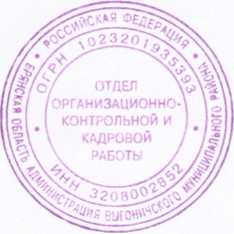 РОССИЙСКАЯ ФЕДЕРАЦИЯ
БРЯНСКАЯ ОБЛАСТЬ АДМИНИСТРАЦИЯ ВЫГОНИЧСКОГО МУНИЦИПАЛЬНОГО РАЙОНА
ОГРН 1023201935393
ОТДЕЛ
ОРГАНИЗАЦИОННО-
КОНТРОЛЬНОЙ И
КАДРОВОЙ
РАБОТЫ
ИНН 3208002852